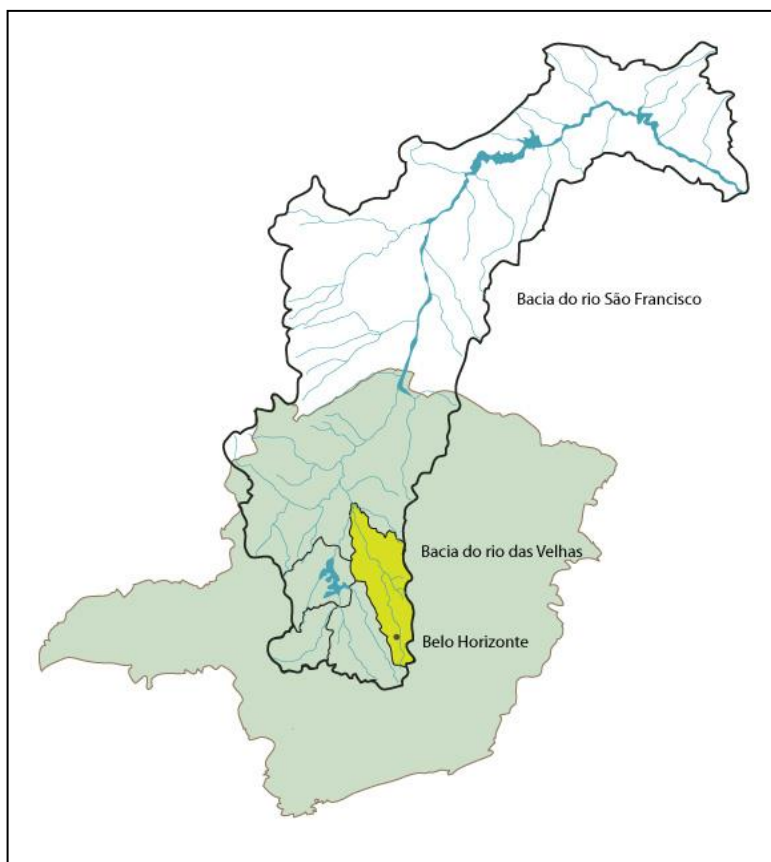 Bacia do rio São Francisco
Bacia do rio das Velhas
Belo Horizonte